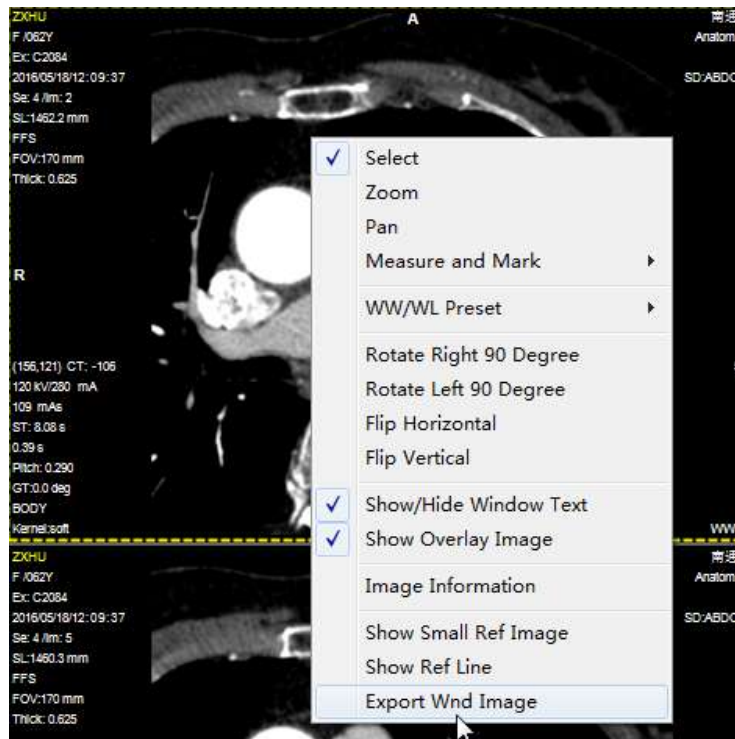 ZXHU
F /062Y
Ex: C2084
2016/05/18/12:09:37
Se: 4 /Im: 2
SL:1462.2 mm
FFS
FOV:170 mm
Thick: 0.625
A
南通
Anatom
SD:ABDO
R
(156,121) CT: -106
120 kV/280 mA
109 mAs
ST: 8.08 s
0.39 s
Pitch: 0.290
GT:0.0 deg
BODY
Kernel:soft
WW
Select
Zoom
Pan
Measure and Mark
WW/WL Preset
Rotate Right 90 Degree
Rotate Left 90 Degree
Flip Horizontal
Flip Vertical
Show/Hide Window Text
Show Overlay Image
Image Information
Show Small Ref Image
Show Ref Line
Export Wnd Image
ZXHU
F /062Y
Ex: C2084
2016/05/18/12:09:37
Se: 4 /Im: 5
SL:1460.3 mm
FFS
FOV:170 mm
Thick: 0.625
南通
Anatom
SD:ABDO